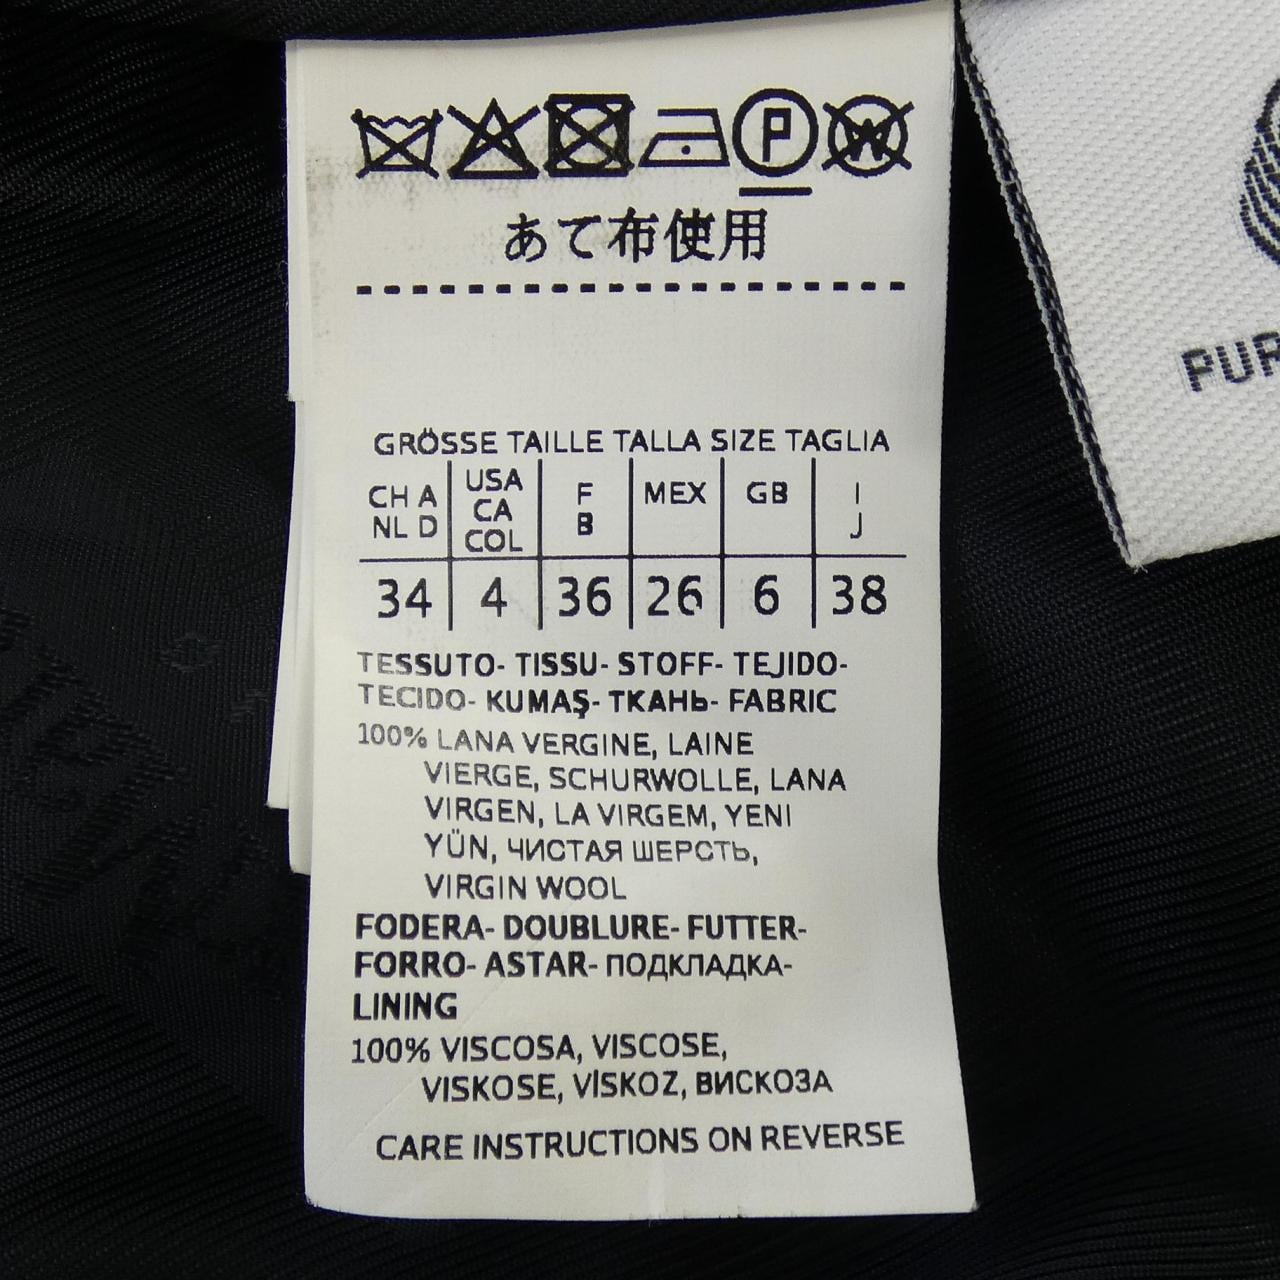 P W
あて布使用
GRÖSSE TAILLE TALLA SIZE TAGLIA
CH A NL D USA CA COL F B MEX GB I J
34 4 36 26 6 38
TESSUTO- TISSU- STOFF- TEJIDO-
TECIDO- KUMAŞ- ТКАНЬ- FABRIC
100% LANA VERGINE, LAINE
VIERGE, SCHURWOLLE, LANA
VIRGEN, LA VIRGEM, YENI
YÜN, ЧИСТАЯ ШЕРСТЬ,
VIRGIN WOOL
FODERA- DOUBLURE- FUTTER-
FORRO- ASTAR- ПОДКЛАДКА-
LINING
100% VISCOSA, VISCOSE,
VISKOSE, VİSKOZ, ВИСКОЗА
CARE INSTRUCTIONS ON REVERSE